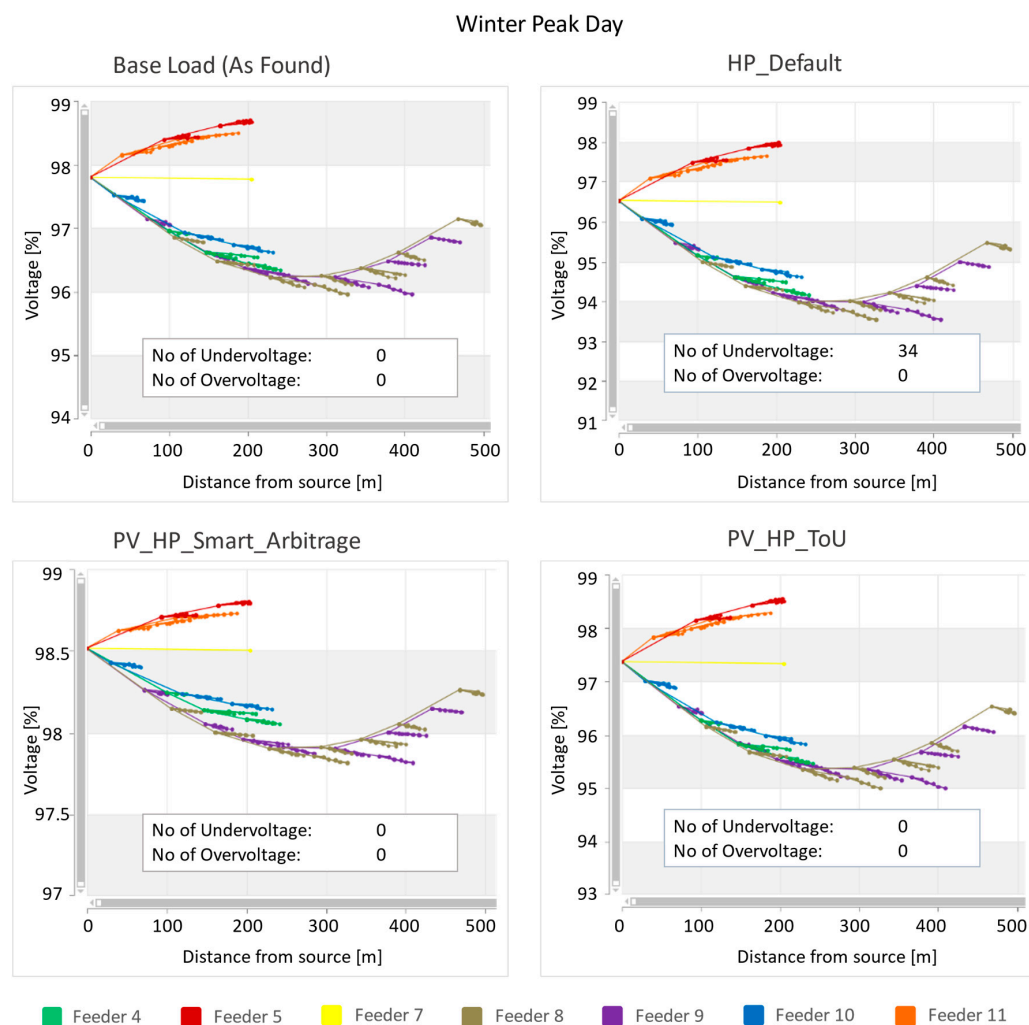 Winter Peak Day
Base Load (As Found)
99
98
97
96
95
94
Voltage [%]
No of Undervoltage: 0
No of Overvoltage: 0
0 100 200 300 400 500
Distance from source [m]
HP_Default
99
98
97
96
95
94
93
92
91
Voltage [%]
No of Undervoltage: 34
No of Overvoltage: 0
0 100 200 300 400 500
Distance from source [m]
PV_HP_Smart_Arbitrage
99
98.5
98
97.5
97
Voltage [%]
No of Undervoltage: 0
No of Overvoltage: 0
0 100 200 300 400 500
Distance from source [m]
PV_HP_ToU
99
98
97
96
95
94
93
Voltage [%]
No of Undervoltage: 0
No of Overvoltage: 0
0 100 200 300 400 500
Distance from source [m]
Feeder 4 Feeder 5 Feeder 7 Feeder 8 Feeder 9 Feeder 10 Feeder 11